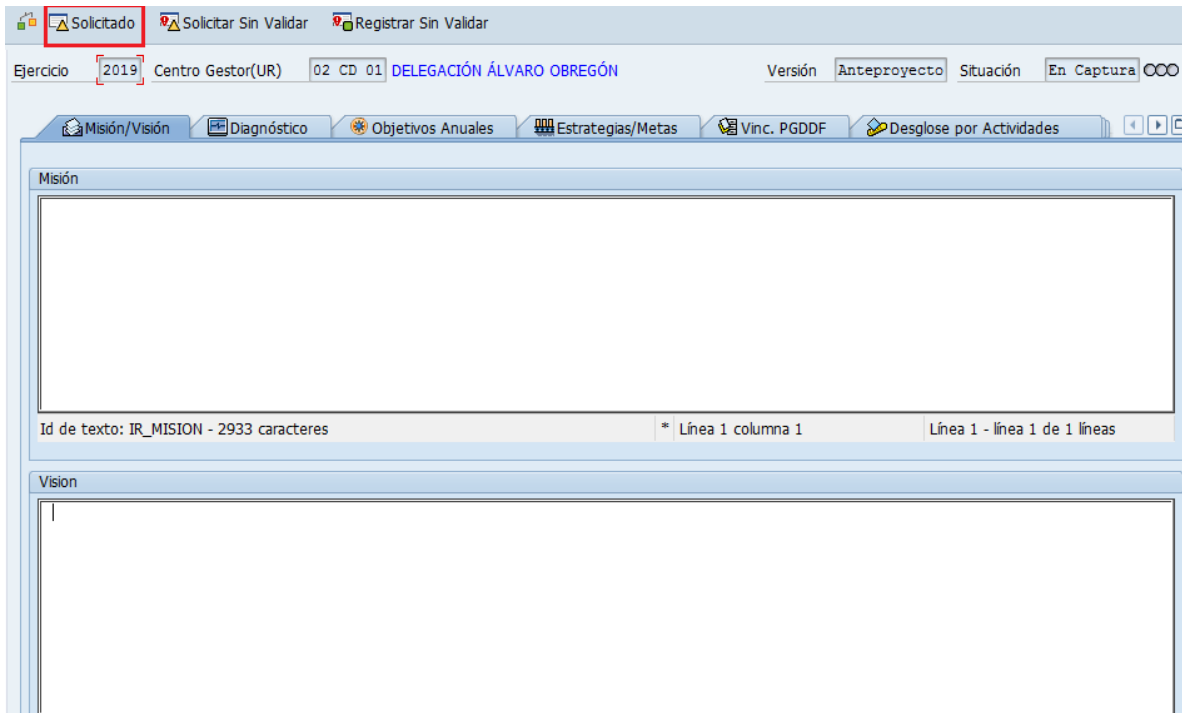 Solicitado Solicitar Sin Validar Registrar Sin Validar
Ejercicio 2019 Centro Gestor(UR) 02 CD 01 DELEGACIÓN ÁLVARO OBREGÓN Versión Anteproyecto Situación En Captura
Misión/Visión Diagnóstico Objetivos Anuales Estrategias/Metas Vinc. PGDDF Desglose por Actividades
Misión
Id de texto: IR_MISION - 2933 caracteres * Línea 1 columna 1 Línea 1 - línea 1 de 1 líneas
Vision